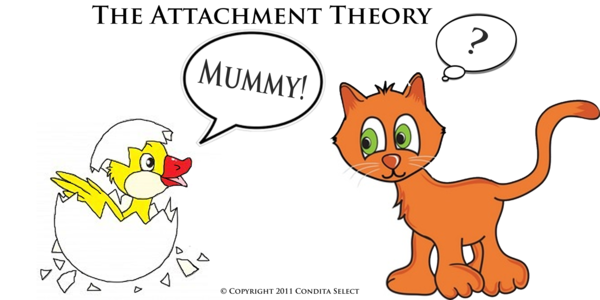 The Attachment Theory
Mummy!
?
© Copyright 2011 Condita Select